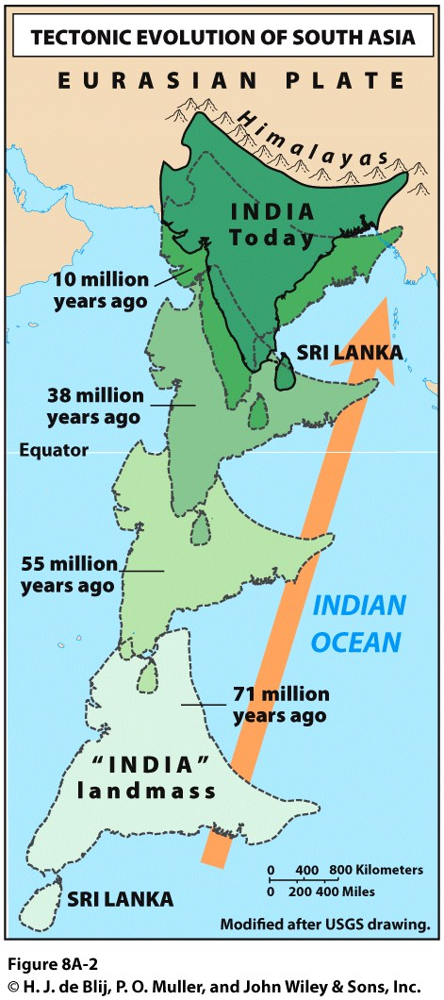 TECTONIC EVOLUTION OF SOUTH ASIA
EURASIAN PLATE
Himalayas
INDIA
Today
10 million
years ago
SRI LANKA
38 million
years ago
Equator
55 million
years ago
INDIAN
OCEAN
71 million
years ago
“INDIA”
landmass
SRI LANKA
0 400 800 Kilometers
0 200 400 Miles
Modified after USGS drawing.
Figure 8A-2
© H. J. de Blij, P. O. Muller, and John Wiley & Sons, Inc.